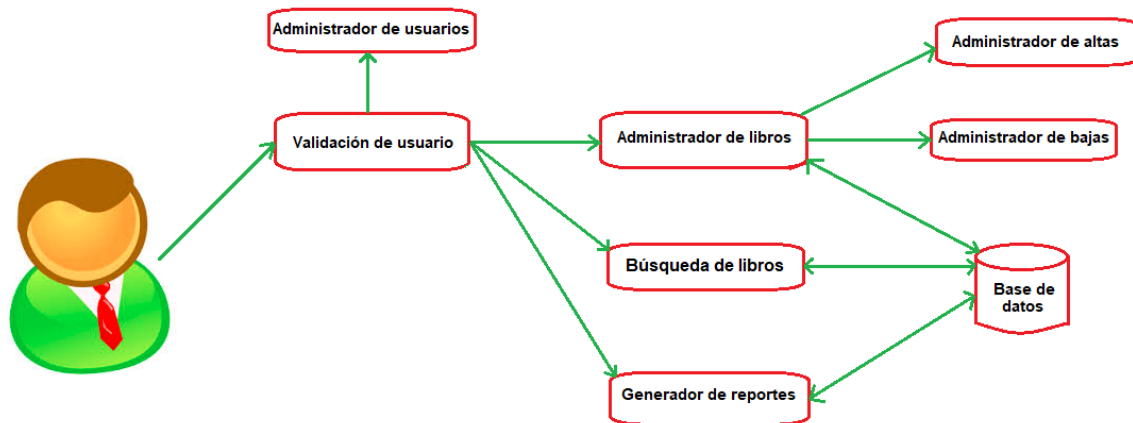 Administrador de usuarios
Administrador de altas
Validación de usuario
Administrador de libros
Administrador de bajas
Búsqueda de libros
Base de
datos
Generador de reportes